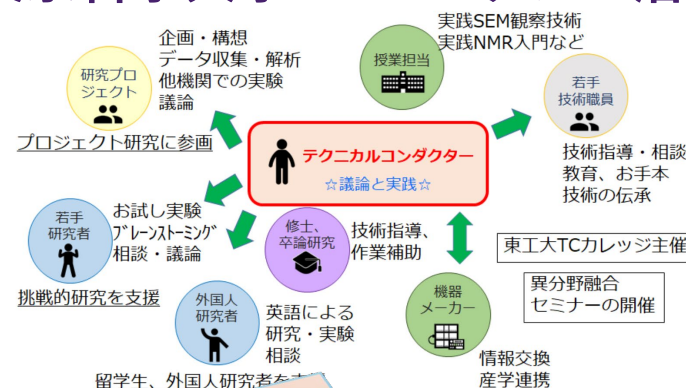 企画・構想
データ収集・解析
他機関での実験
議論
研究プロ
ジェクト
プロジェクト研究に参画
実践SEM観察技術
実践NMR入門など
授業担当
若手
技術職員
技術指導・相談
教育、お手本
技術の伝承
テクニカルコンダクター
☆議論と実践☆
若手
研究者
お試し実験
ブレーンストーミング
相談・議論
挑戦的研究を支援
修士、
卒論研究
技術指導、
作業補助
外国人
研究者
英語による
研究・実験
相談
留学生、外国人研究者を
機器
メーカー
情報交換
産学連携
東工大TCカレッジ主催
異分野融合
セミナーの開催